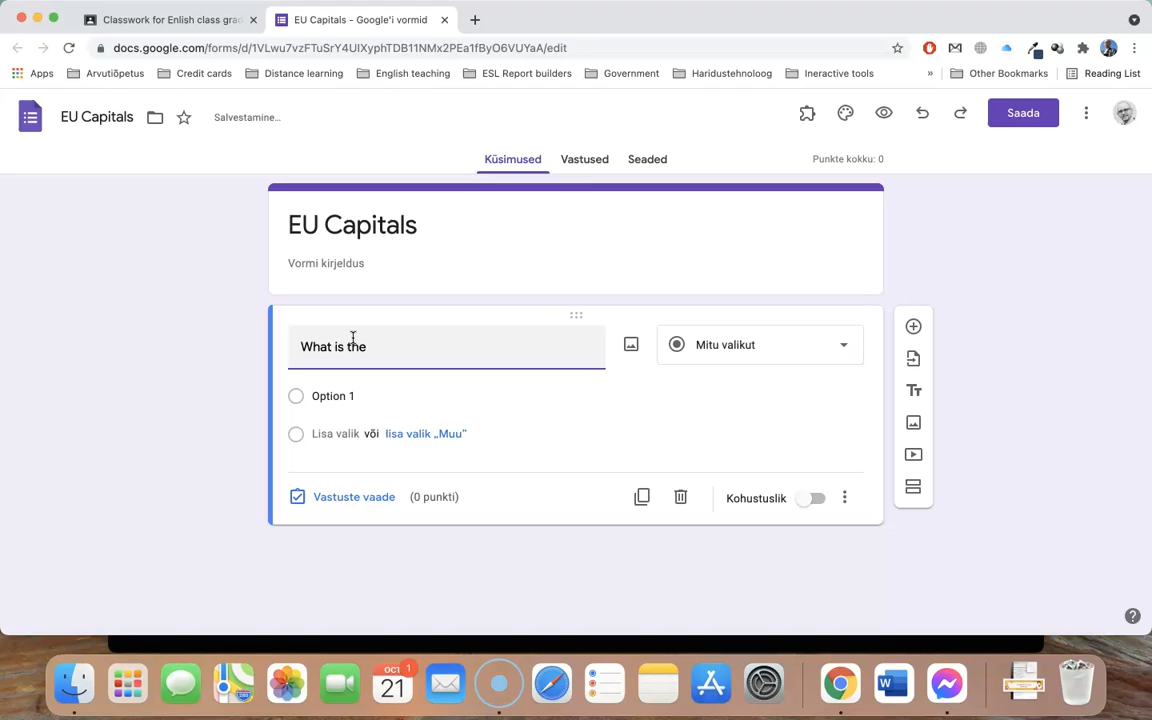 Classwork for Enlish class grad
EU Capitals - Google'i vormid
docs.google.com/forms/d/1VLwu7vzFTuSrY4UIXyphTDB11NMx2PEa1fByO6VUYaA/edit
Apps
Arvutiõpetus
Credit cards
Distance learning
English teaching
ESL Report builders
Government
Haridustehnoloog
Ineractive tools
»
Other Bookmarks
Reading List
EU Capitals
Salvestamine...
Saada
Küsimused
Vastused
Seaded
Punkte kokku: 0
EU Capitals
Vormi kirjeldus
What is the
Mitu valikut
Option 1
Lisa valik või lisa valik „Muu”
Vastuste vaade (0 punkti)
Kohustuslik
OCT 1
21